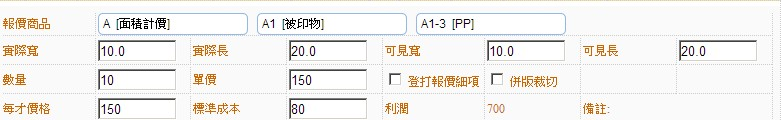 報價商品 A [面積計價] A1 [被印物] A1-3 [PP]
實際寬 10.0 實際長 20.0 可見寬 10.0 可見長 20.0
數量 10 單價 150 登打報價細項 併版裁切
每才價格 150 標準成本 80 利潤 700 備註: